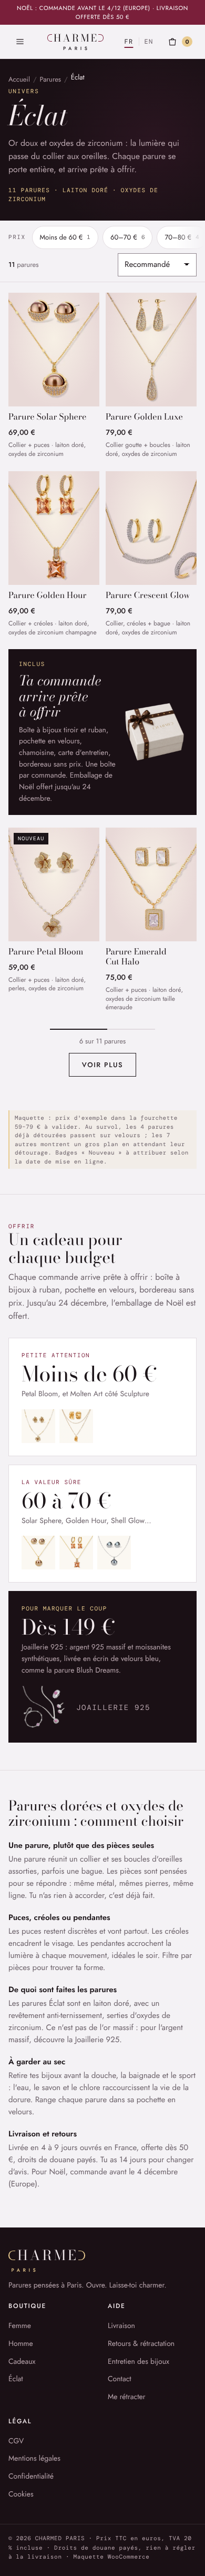 NOËL : COMMANDE AVANT LE 4/12 (EUROPE) · LIVRAISON
OFFERTE DÈS 50 €
CHARMED
PARIS
FR
EN
0
Accueil / Parures / Éclat
UNIVERS
Éclat
Or doux et oxydes de zirconium : la lumière qui
passe du collier aux oreilles. Chaque parure se
porte entière, et arrive prête à offrir.
11 PARURES · LAITON DORÉ · OXYDES DE
ZIRCONIUM
PRIX
Moins de 60 € 1
60–70 € 6
70–80 €
11 parures
Recommandé
Parure Solar Sphere
69,00 €
Collier + puces · laiton doré,
oxydes de zirconium
Parure Golden Luxe
79,00 €
Collier goutte + boucles · laiton
doré, oxydes de zirconium
Parure Golden Hour
69,00 €
Collier + créoles · laiton doré,
oxydes de zirconium champagne
Parure Crescent Glow
79,00 €
Collier, créoles + bague · laiton
doré, oxydes de zirconium
INCLUS
Ta commande
arrive prête
à offrir
Boîte à bijoux tiroir et ruban,
pochette en velours,
chamoisine, carte d'entretien,
bordereau sans prix. Une boîte
par commande. Emballage de
Noël offert jusqu'au 24
décembre.
NOUVEAU
Parure Petal Bloom
59,00 €
Collier + puces · laiton doré,
perles, oxydes de zirconium
Parure Emerald
Cut Halo
75,00 €
Collier + puces · laiton doré,
oxydes de zirconium taille
émeraude
6 sur 11 parures
VOIR PLUS
Maquette : prix d'exemple dans la fourchette
59–79 € à valider. Au survol, les 4 parures
déjà détourées passent sur velours ; les 7
autres montrent un gros plan en attendant leur
détourage. Badges « Nouveau » à attribuer selon
la date de mise en ligne.
OFFRIR
Un cadeau pour
chaque budget
Chaque commande arrive prête à offrir : boîte à
bijoux à ruban, pochette en velours, bordereau sans
prix. Jusqu'au 24 décembre, l'emballage de Noël est
offert.
PETITE ATTENTION
Moins de 60 €
Petal Bloom, et Molten Art côté Sculpture
LA VALEUR SÛRE
60 à 70 €
Solar Sphere, Golden Hour, Shell Glow…
POUR MARQUER LE COUP
Dès 149 €
Joaillerie 925 : argent 925 massif et moissanites
synthétiques, livrée en écrin de velours bleu,
comme la parure Blush Dreams.
JOAILLERIE 925
Parures dorées et oxydes de
zirconium : comment choisir
Une parure, plutôt que des pièces seules
Une parure réunit un collier et ses boucles d'oreilles
assorties, parfois une bague. Les pièces sont pensées
pour se répondre : même métal, mêmes pierres, même
ligne. Tu n'as rien à accorder, c'est déjà fait.
Puces, créoles ou pendantes
Les puces restent discrètes et vont partout. Les créoles
encadrent le visage. Les pendantes accrochent la
lumière à chaque mouvement, idéales le soir. Filtre par
pièces pour trouver ta forme.
De quoi sont faites les parures
Les parures Éclat sont en laiton doré, avec un
revêtement anti-ternissement, serties d'oxydes de
zirconium. Ce n'est pas de l'or massif : pour l'argent
massif, découvre la Joaillerie 925.
À garder au sec
Retire tes bijoux avant la douche, la baignade et le sport
: l'eau, le savon et le chlore raccourcissent la vie de la
dorure. Range chaque parure dans sa pochette en
velours.
Livraison et retours
Livrée en 4 à 9 jours ouvrés en France, offerte dès 50
€, droits de douane payés. Tu as 14 jours pour changer
d'avis. Pour Noël, commande avant le 4 décembre
(Europe).
CHARMED
PARIS
Parures pensées à Paris. Ouvre. Laisse-toi charmer.
BOUTIQUE
Femme
Homme
Cadeaux
Éclat
AIDE
Livraison
Retours & rétractation
Entretien des bijoux
Contact
Me rétracter
LÉGAL
CGV
Mentions légales
Confidentialité
Cookies
© 2026 CHARMED PARIS · Prix TTC en euros, TVA 20
% incluse · Droits de douane payés, rien à régler
à la livraison · Maquette WooCommerce